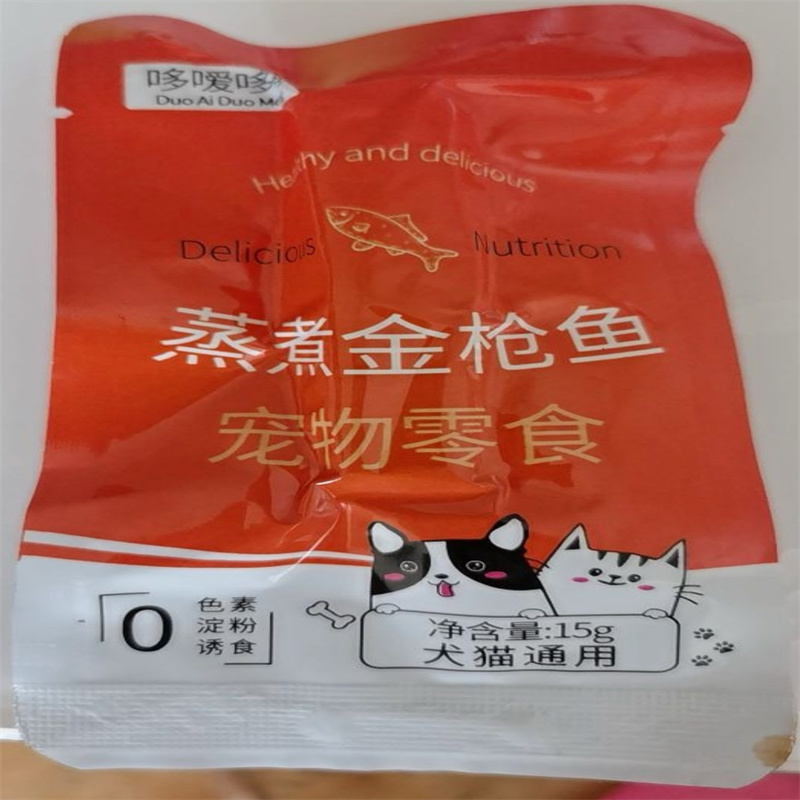 哆嗳哆
Duo Ai Duo
Healthy and delicious
Delicious Nutrition
蒸煮金枪鱼
宠物零食
0 色素
淀粉
诱食
净含量:15g
犬猫通用